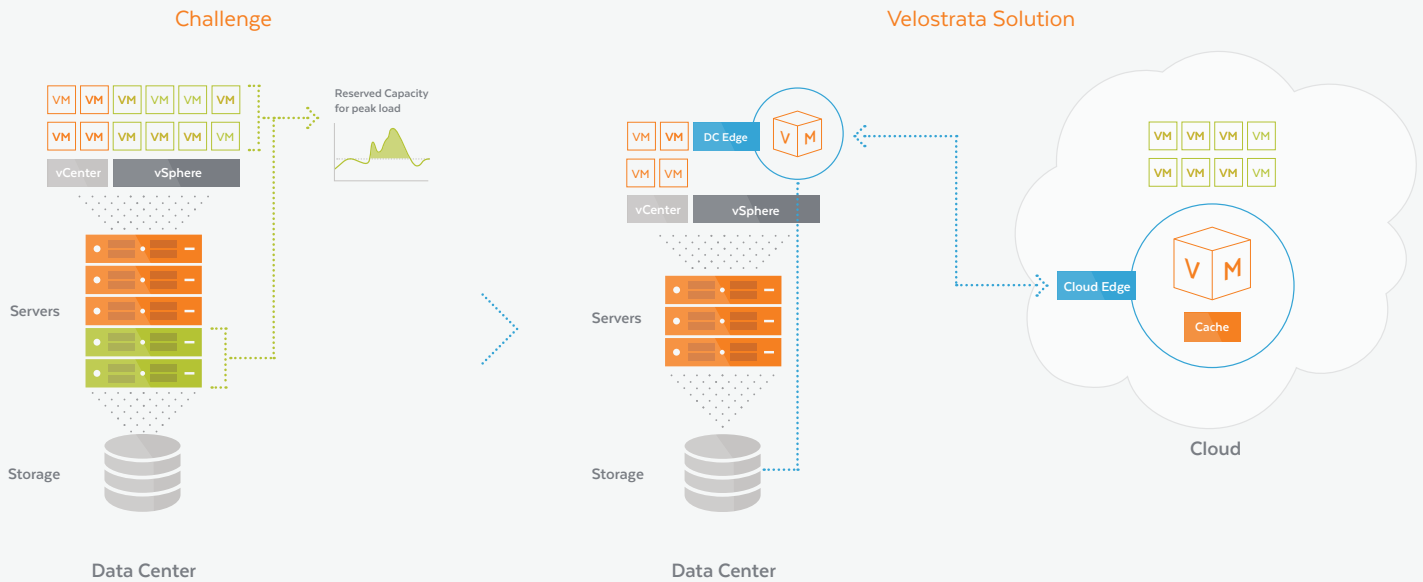 Challenge
Velostrata Solution
VM VM VM VM VM VM
Reserved Capacity
for peak load
VM VM VM VM VM VM
vCenter vSphere
Servers
Storage
Data Center
VM VM DC Edge V M
VM VM
vCenter vSphere
Servers
Storage
Data Center
VM VM VM VM
VM VM VM VM
V M
Cloud Edge
Cache
Cloud